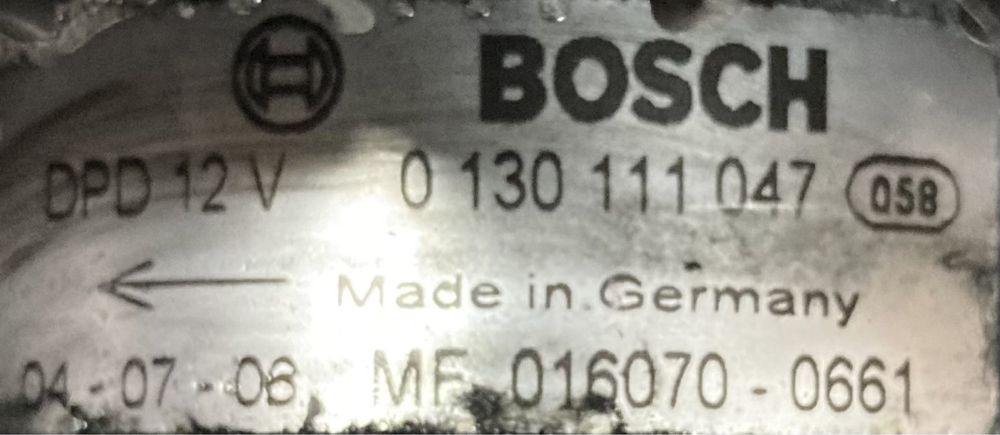 BOSCH
DPD 12 V 0 130 111 047 058
Made in Germany
04-07-08 MF 016070-0661